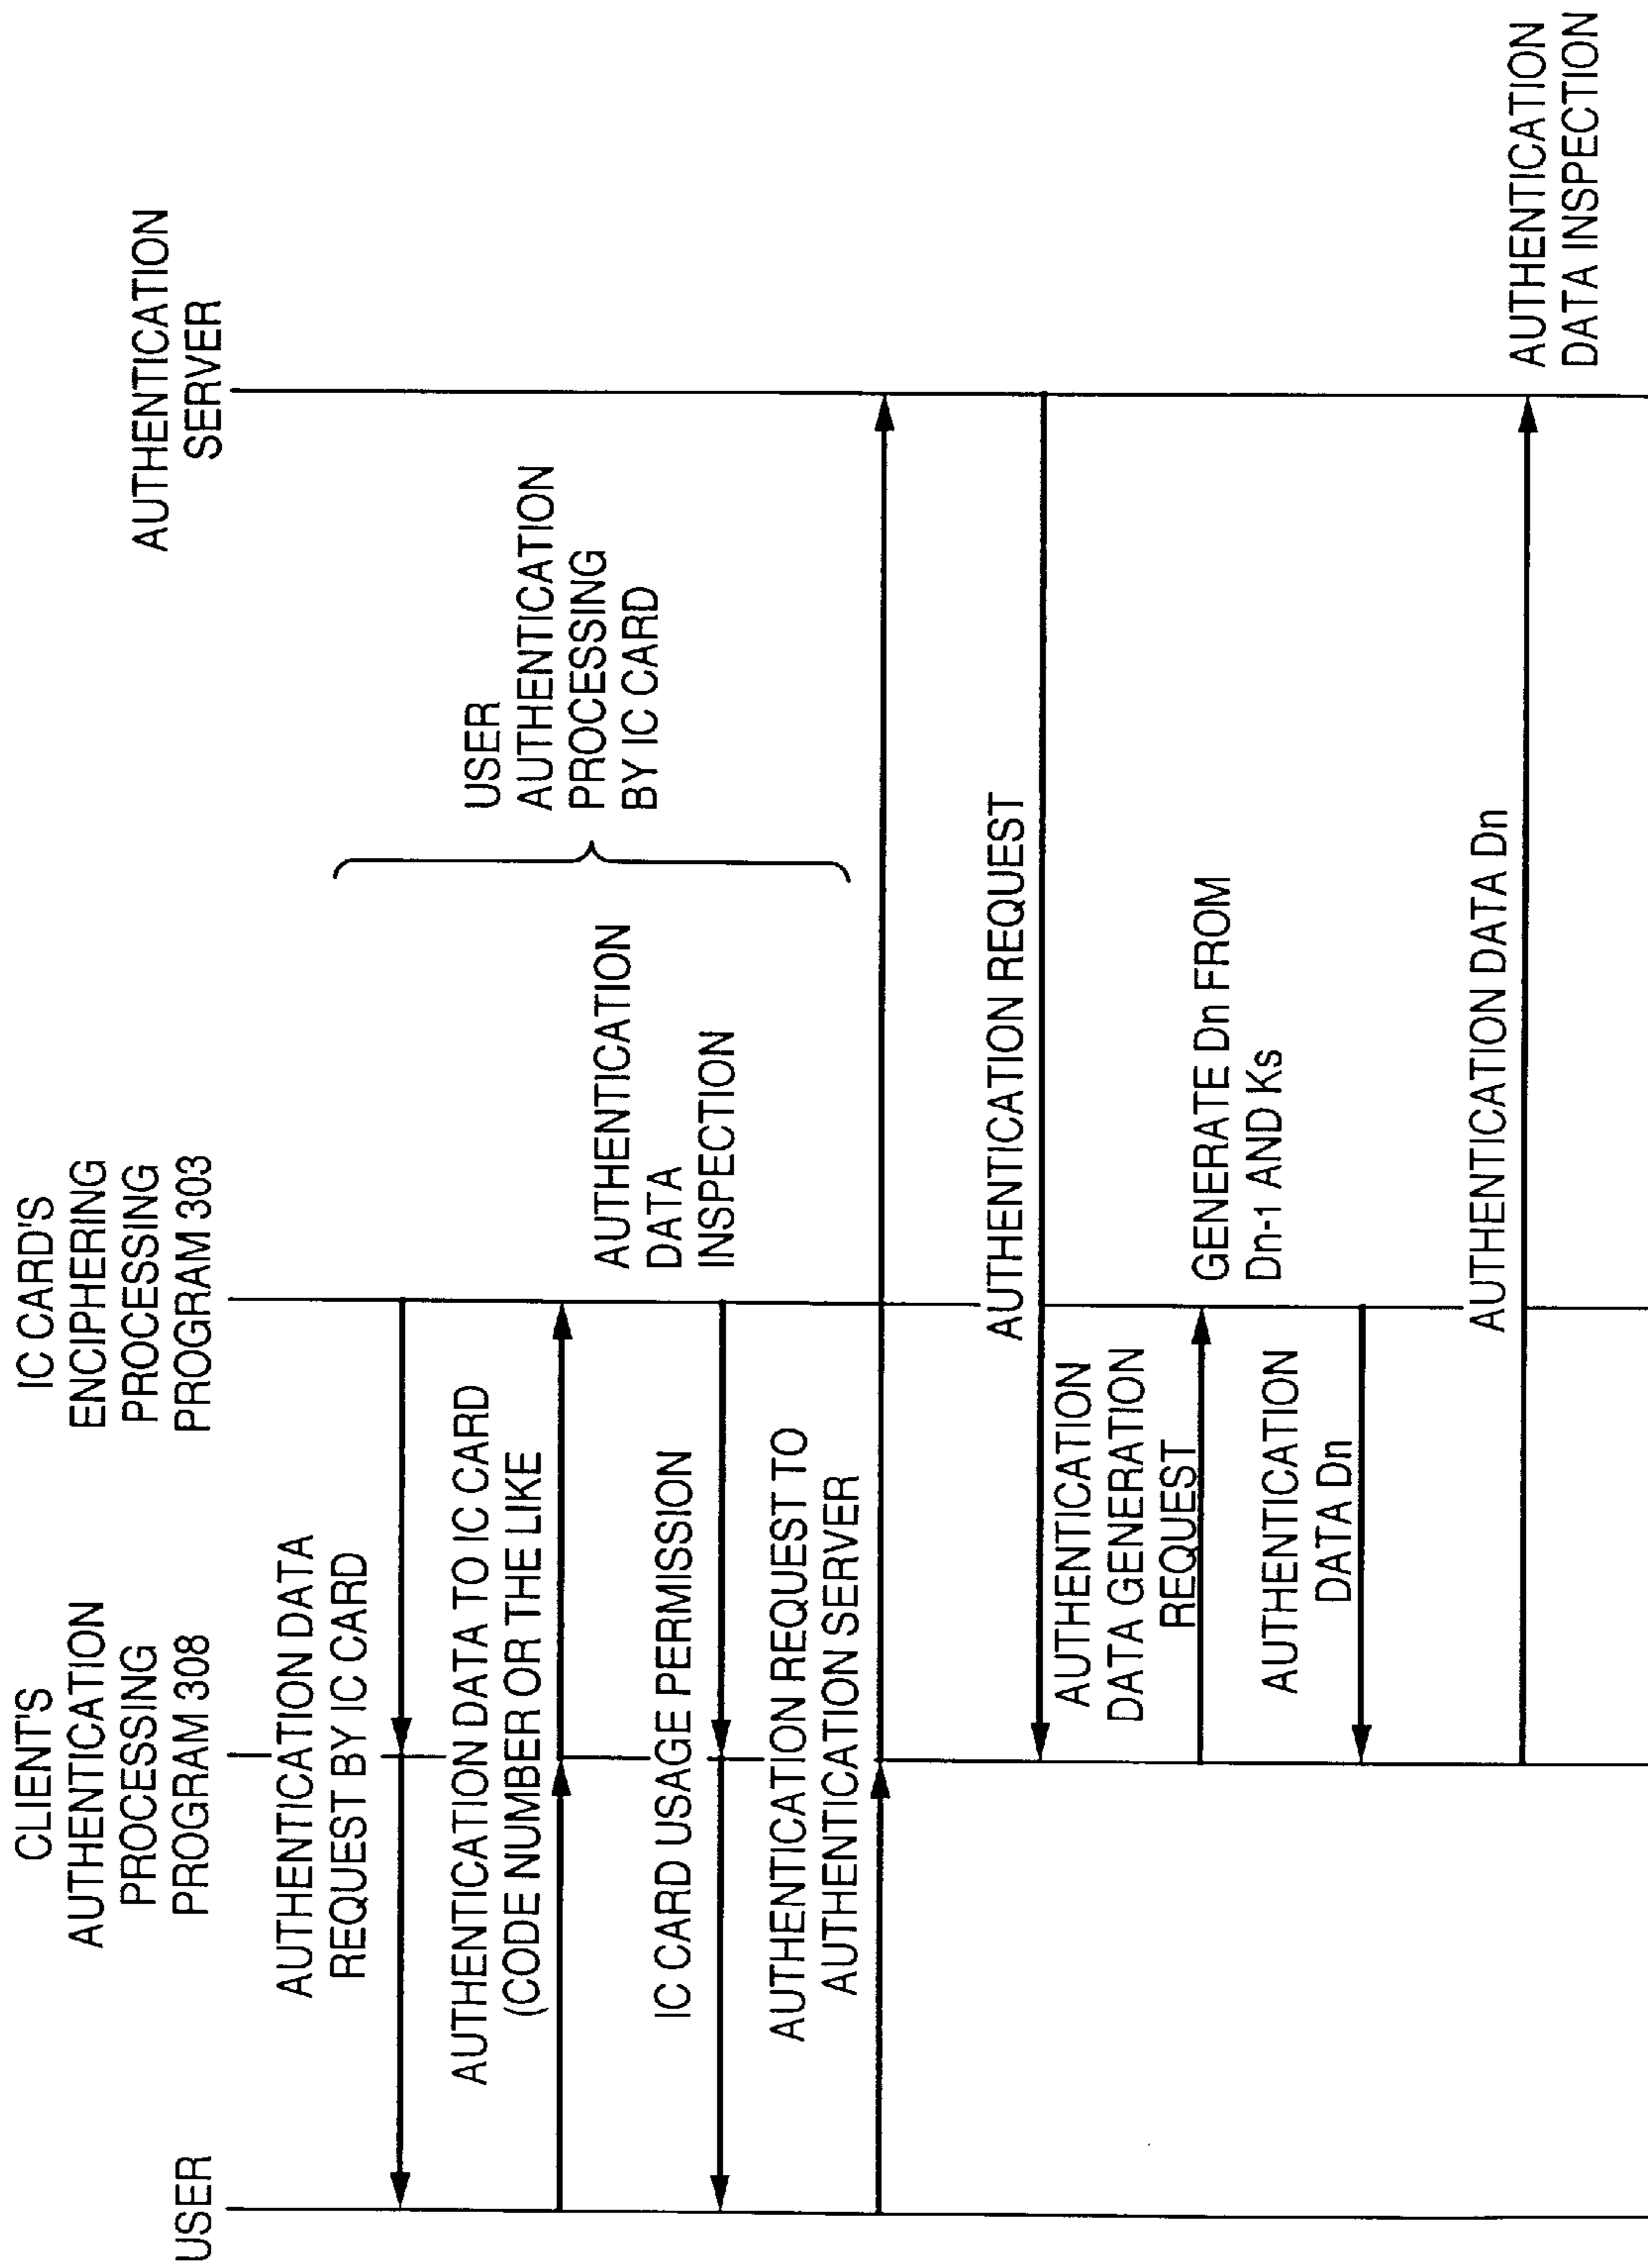 USER
CLIENT'S
AUTHENTICATION
PROCESSING
PROGRAM 308
IC CARD'S
ENCIPHERING
PROCESSING
PROGRAM 303
AUTHENTICATION
SERVER
AUTHENTICATION DATA
REQUEST BY IC CARD
AUTHENTICATION DATA TO IC CARD
(CODE NUMBER OR THE LIKE
AUTHENTICATION
DATA
INSPECTION
USER
AUTHENTICATION
PROCESSING
BY IC CARD
IC CARD USAGE PERMISSION
AUTHENTICATION REQUEST TO
AUTHENTICATION SERVER
AUTHENTICATION REQUEST
AUTHENTICATION
DATA GENERATION
REQUEST
GENERATE Dn FROM
Dn-1 AND Ks
AUTHENTICATION
DATA Dn
AUTHENTICATION DATA Dn
AUTHENTICATION
DATA INSPECTION